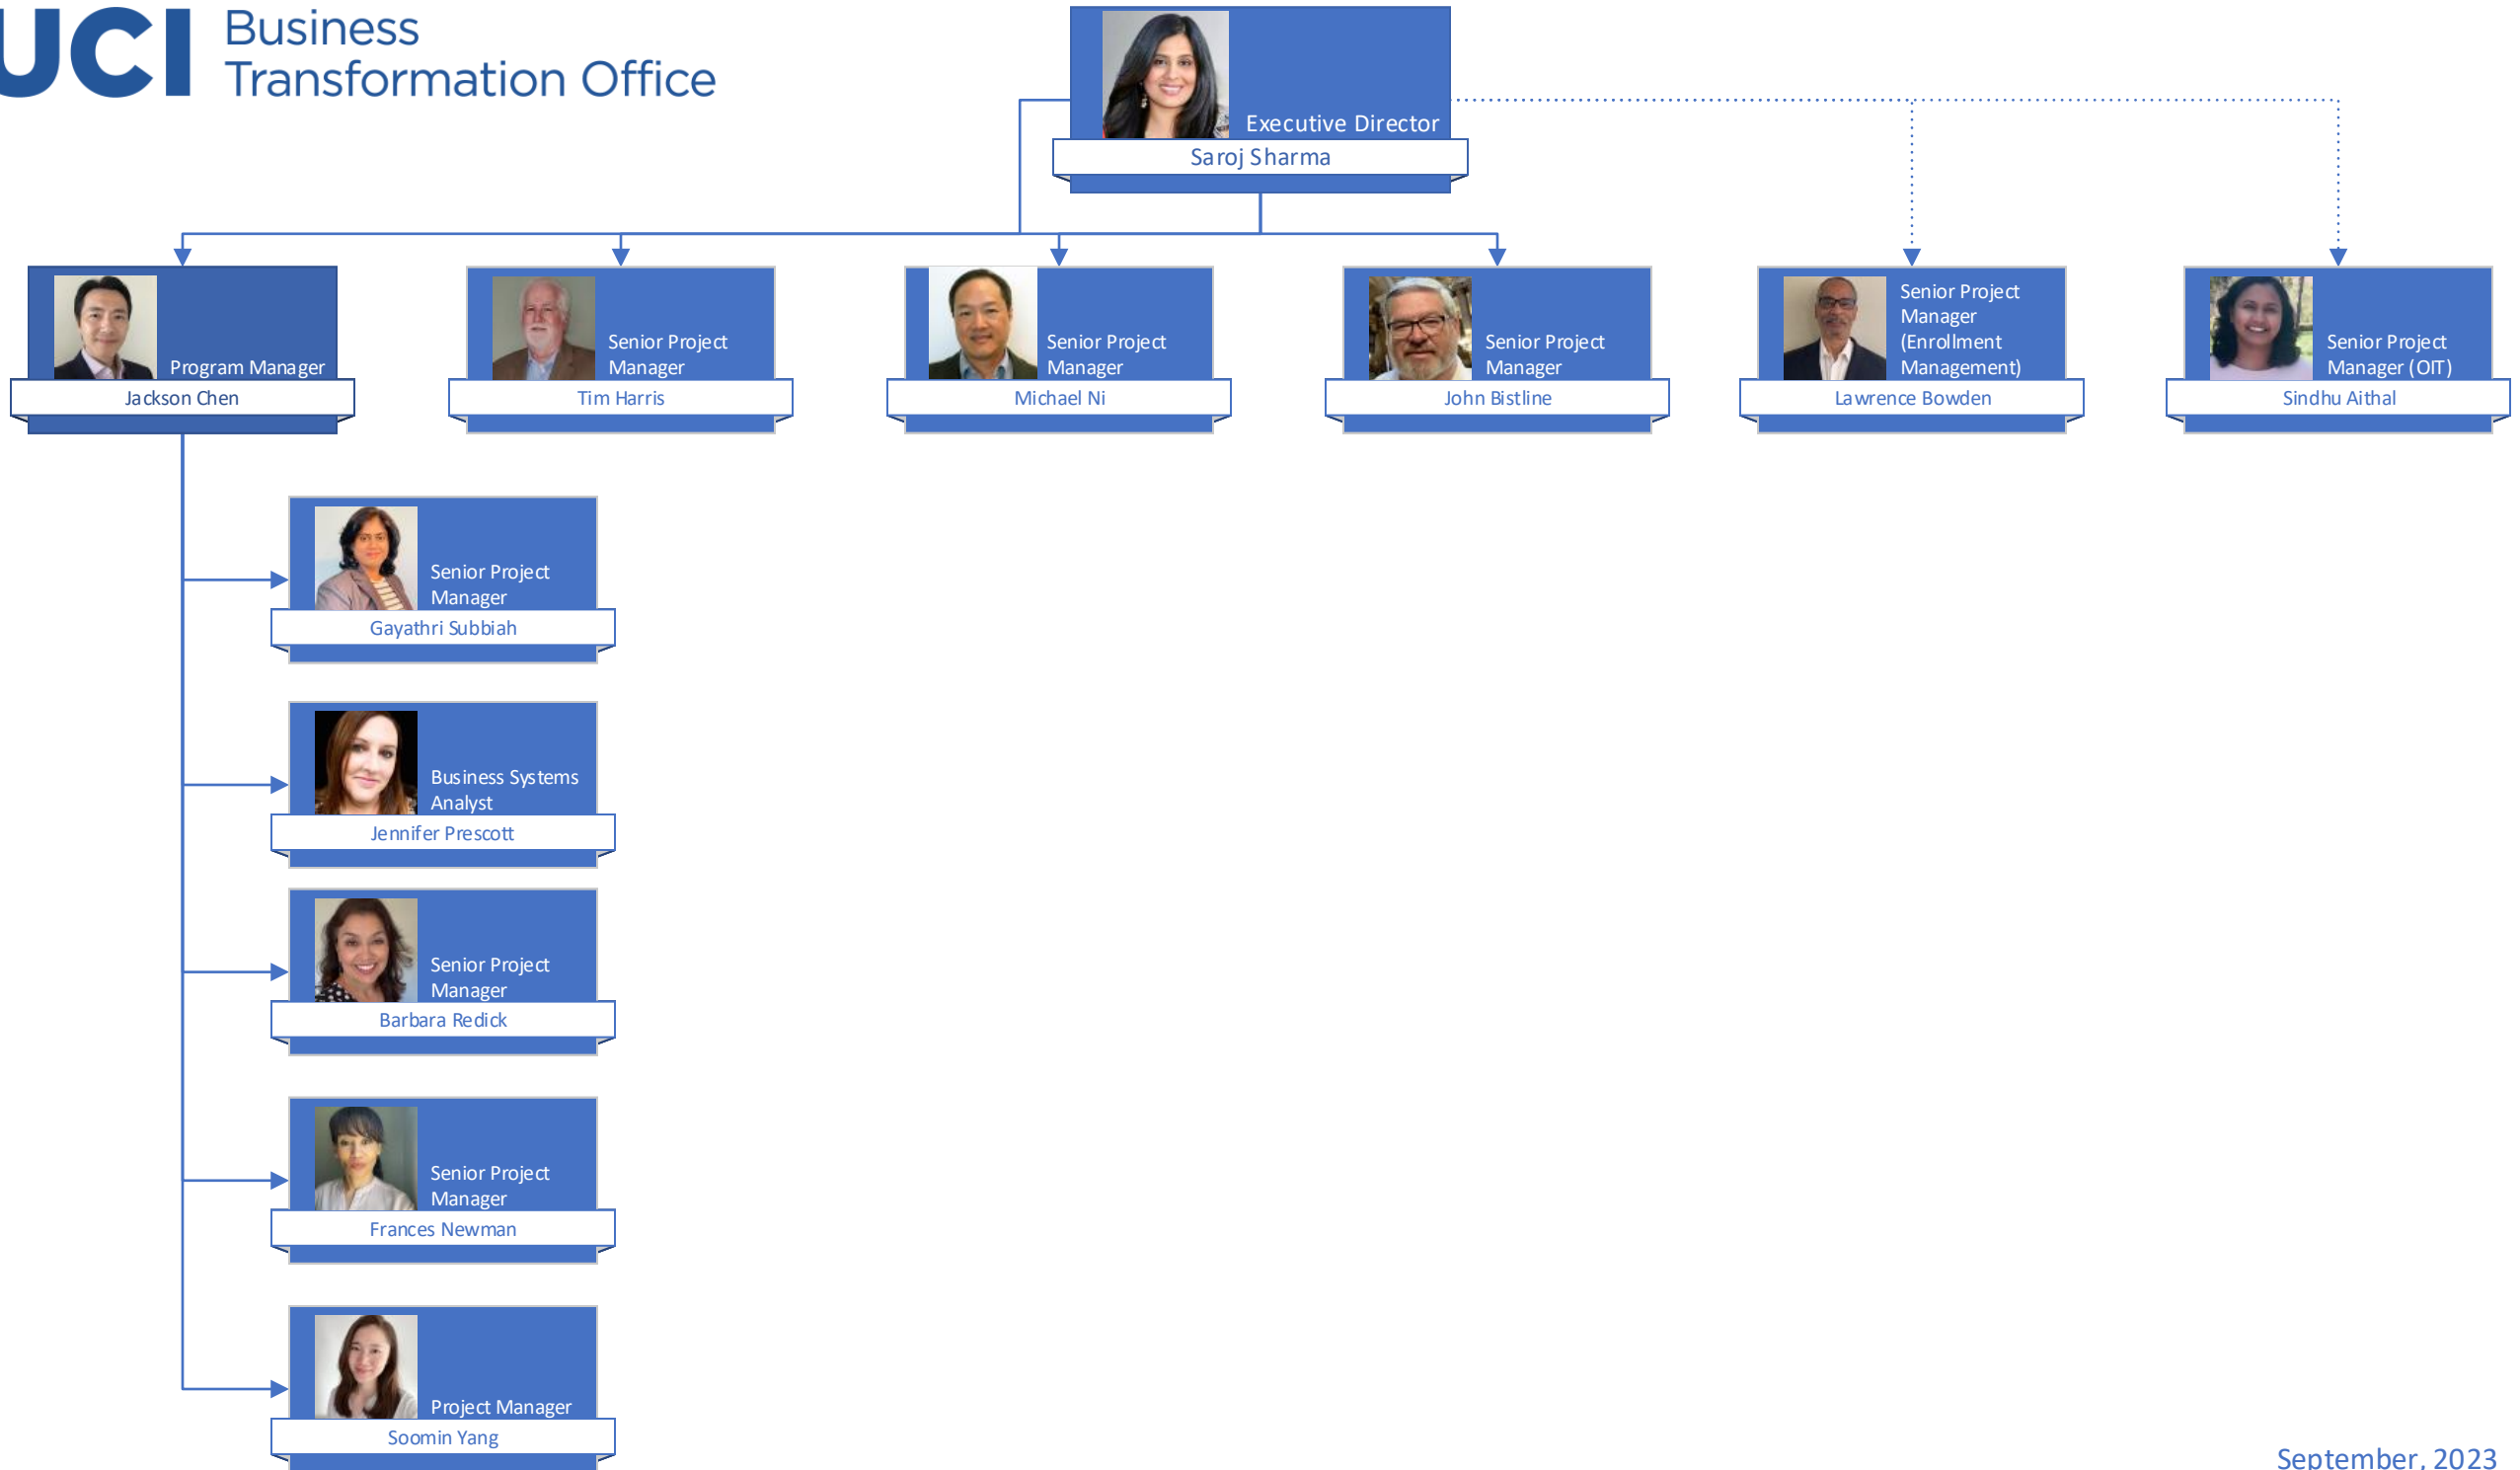 UCI Business
Transformation Office
Executive Director
Saroj Sharma
Program Manager
Jackson Chen
Senior Project
Manager
Tim Harris
Senior Project
Manager
Michael Ni
Senior Project
Manager
John Bistline
Senior Project
Manager
(Enrollment
Management)
Lawrence Bowden
Senior Project
Manager (OIT)
Sindhu Aithal
Senior Project
Manager
Gayathri Subbiah
Business Systems
Analyst
Jennifer Prescott
Senior Project
Manager
Barbara Redick
Senior Project
Manager
Frances Newman
Project Manager
Soomin Yang
September, 2023